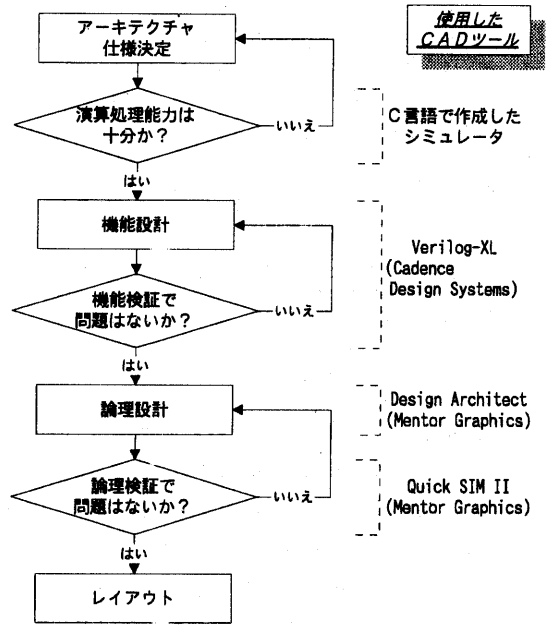 使用した
CADツール
アーキテクチャ
仕様決定
演算処理能力は
十分か?
いいえ
C言語で作成した
シミュレータ
はい
機能設計
Verilog-XL
(Cadence
Design Systems)
機能検証で
問題はないか?
いいえ
はい
論理設計
Design Architect
(Mentor Graphics)
論理検証で
問題はないか?
いいえ
Quick SIM II
(Mentor Graphics)
はい
レイアウト